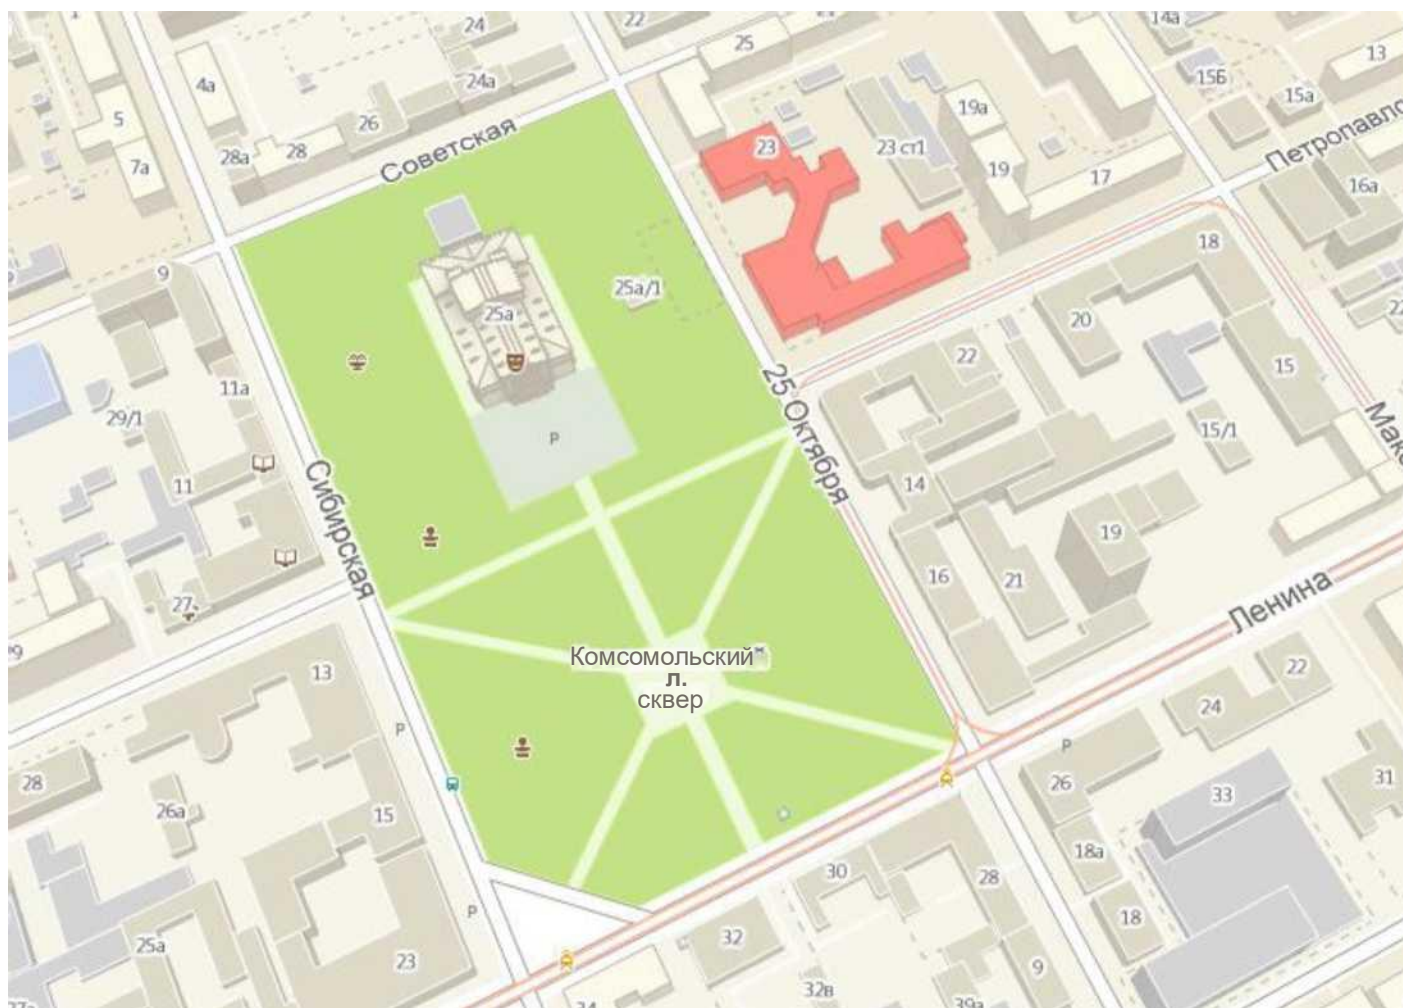 24
22
25
14а
13
4а
24а
15Б
15а
5
26
19а
28а
28
Советская
23
23 ст1
7а
19
17
Петропавло
16а
18
9
25а/1
25а
20
22
15
11а
29/1
25 Октября
15/1
Мак
11
14
Сибирская
Р
19
27
16
21
Ленина
Комсомольский
л.
сквер
13
22
24
Р
Р
28
26
31
33
26а
15
18а
30
28
Р
18
25а
32
23
9
32в
39а